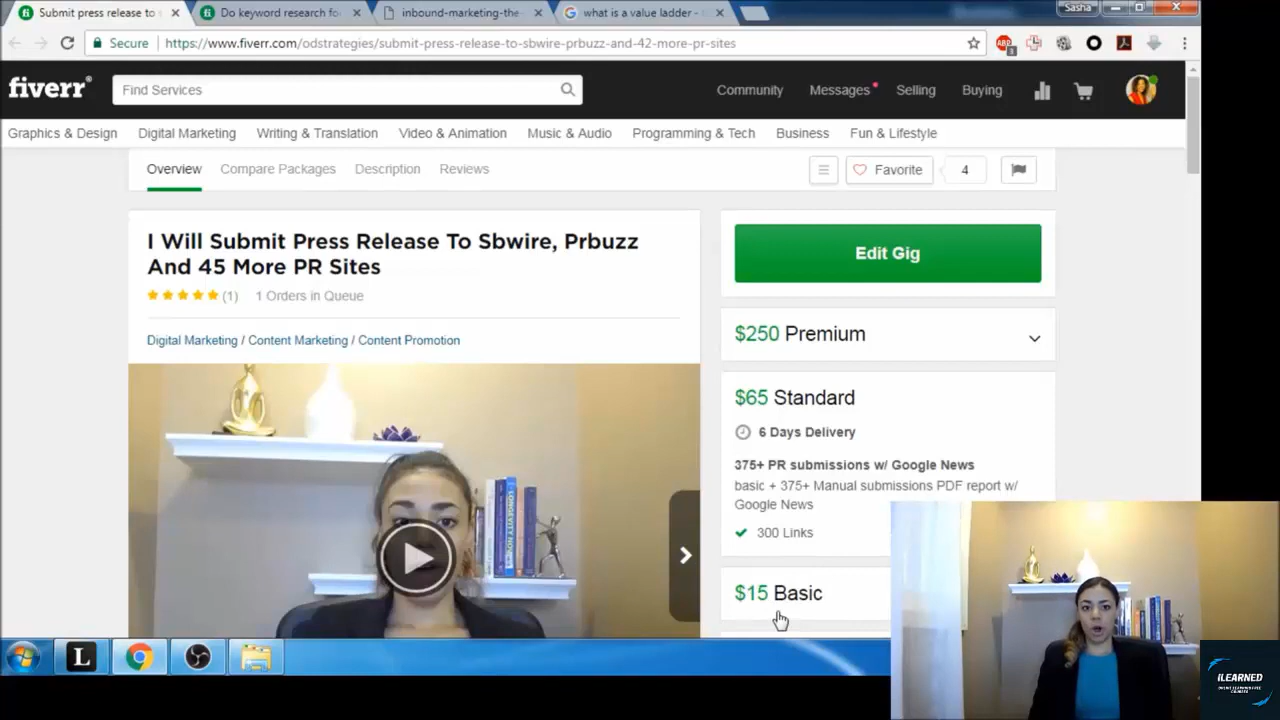 Submit press release to
Do keyword research fo
inbound-marketing-the-
what is a value ladder -
Sasha
Secure
https://www.fiverr.com/odstrategies/submit-press-release-to-sbwire-prbuzz-and-42-more-pr-sites
fiverr®
Find Services
Community
Messages
Selling
Buying
Graphics & Design
Digital Marketing
Writing & Translation
Video & Animation
Music & Audio
Programming & Tech
Business
Fun & Lifestyle
Overview
Compare Packages
Description
Reviews
Favorite
4
I Will Submit Press Release To Sbwire, Prbuzz
And 45 More PR Sites
(1)
1 Orders in Queue
Digital Marketing / Content Marketing / Content Promotion
Edit Gig
$250 Premium
$65 Standard
6 Days Delivery
375+ PR submissions w/ Google News
basic + 375+ Manual submissions PDF report w/
Google News
300 Links
$15 Basic
LONGEVITY NOW
L
ILEARNED